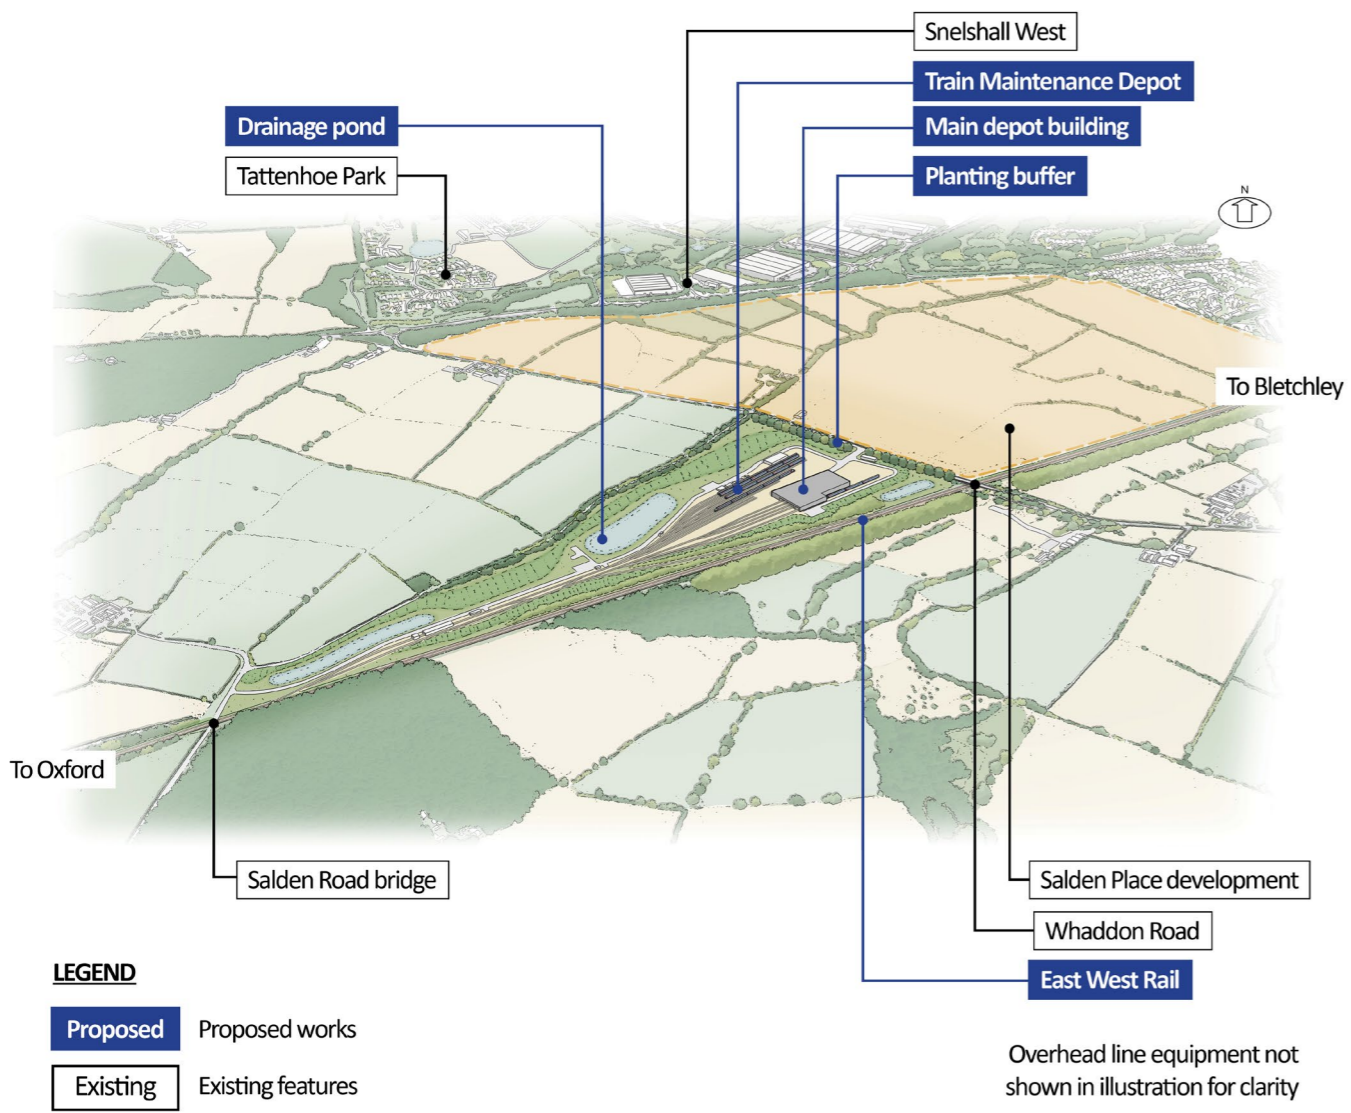 Snelshall West
Train Maintenance Depot
Drainage pond
Main depot building
Tattenhoe Park
Planting buffer
N
To Bletchley
To Oxford
Salden Road bridge
Salden Place development
Whaddon Road
East West Rail
LEGEND
Proposed Proposed works
Existing Existing features
Overhead line equipment not
shown in illustration for clarity